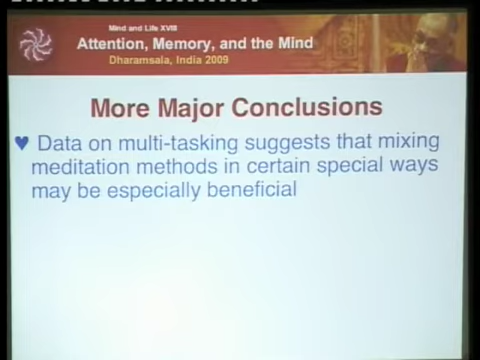 Mind and Life XVIII
Attention, Memory, and the Mind
Dharamsala, India 2009
More Major Conclusions
♥ Data on multi-tasking suggests that mixing
meditation methods in certain special ways
may be especially beneficial